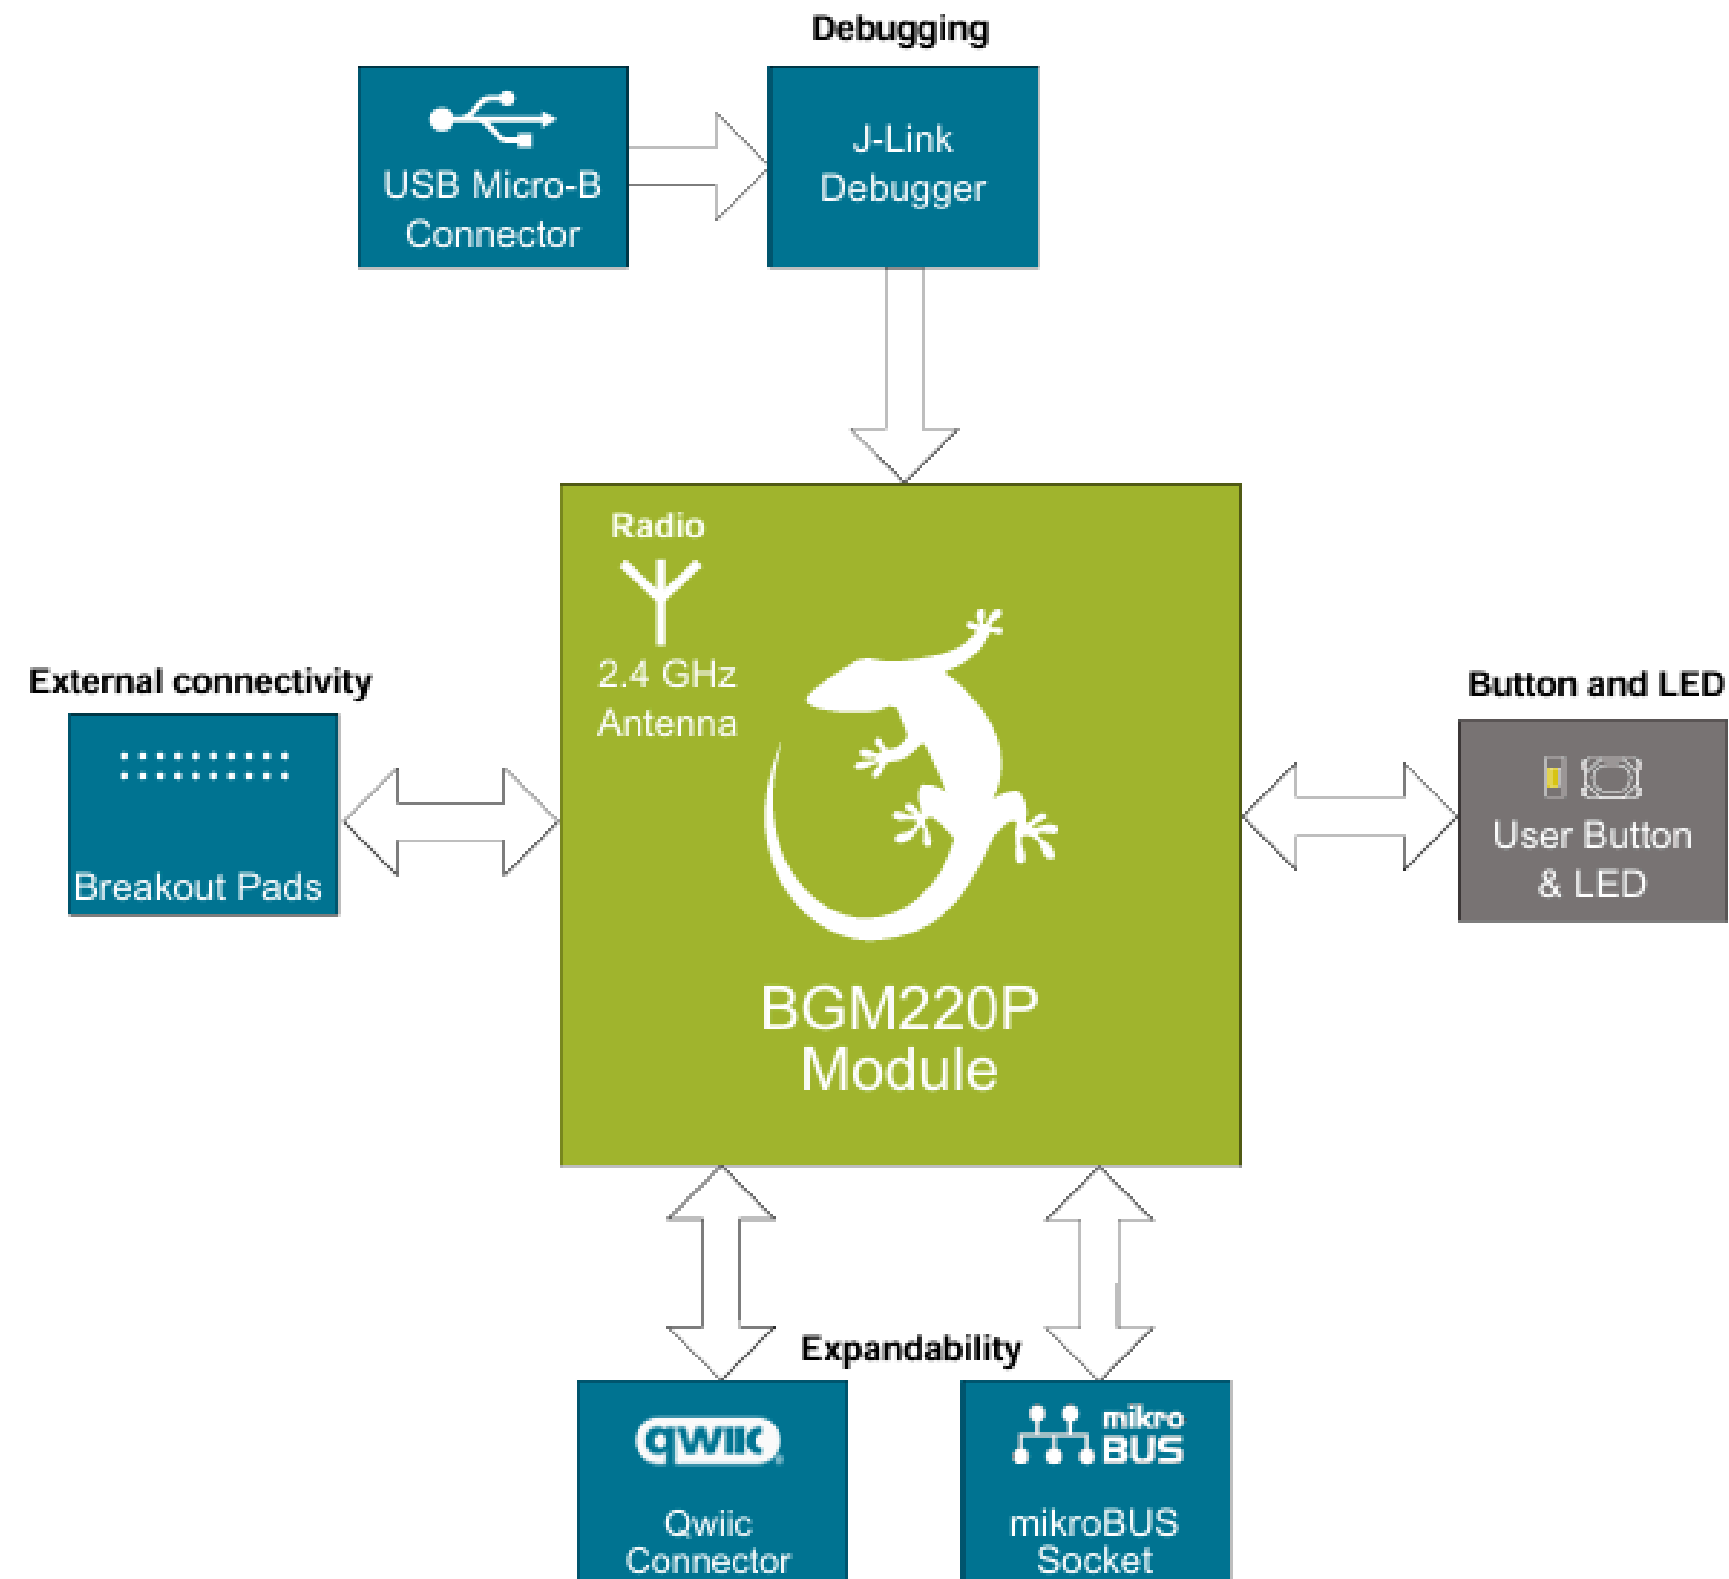 Debugging
USB Micro-B
Connector
J-Link
Debugger
Radio
2.4 GHz
Antenna
External connectivity
Breakout Pads
Button and LED
User Button
& LED
BGM220P
Module
Expandability
qwiic
Qwiic
Connector
mikro
BUS
mikroBUS
Socket